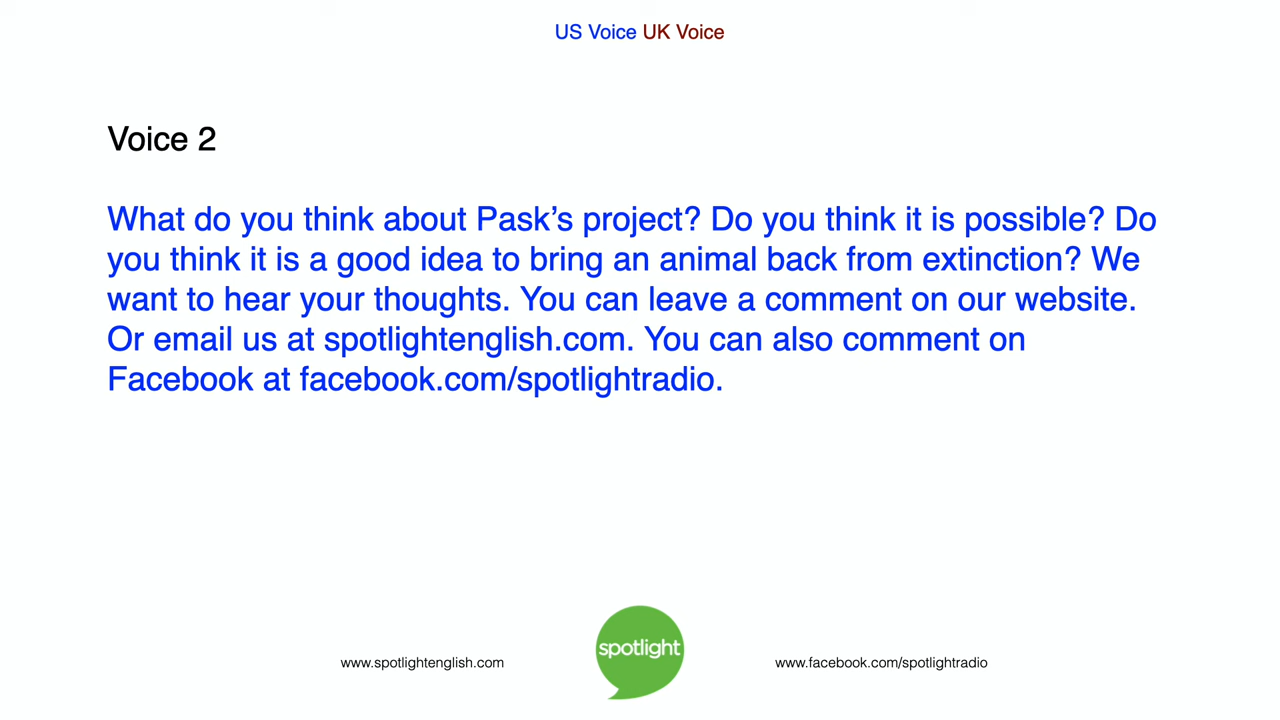 US Voice UK Voice
Voice 2
What do you think about Pask’s project? Do you think it is possible? Do
you think it is a good idea to bring an animal back from extinction? We
want to hear your thoughts. You can leave a comment on our website.
Or email us at spotlightenglish.com. You can also comment on
Facebook at facebook.com/spotlightradio.
www.spotlightenglish.com
spotlight
www.facebook.com/spotlightradio